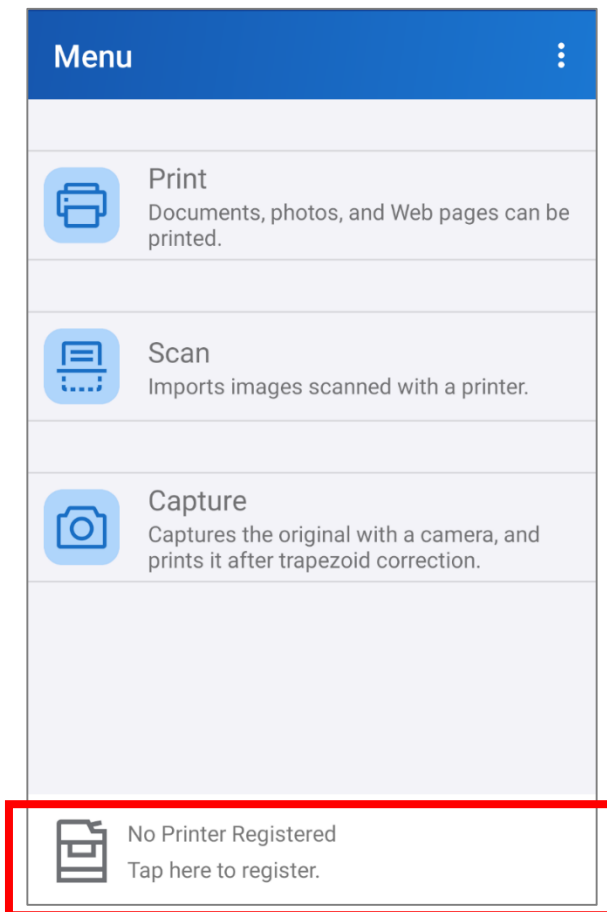 Menu
Print
Documents, photos, and Web pages can be
printed.
Scan
Imports images scanned with a printer.
Capture
Captures the original with a camera, and
prints it after trapezoid correction.
No Printer Registered
Tap here to register.